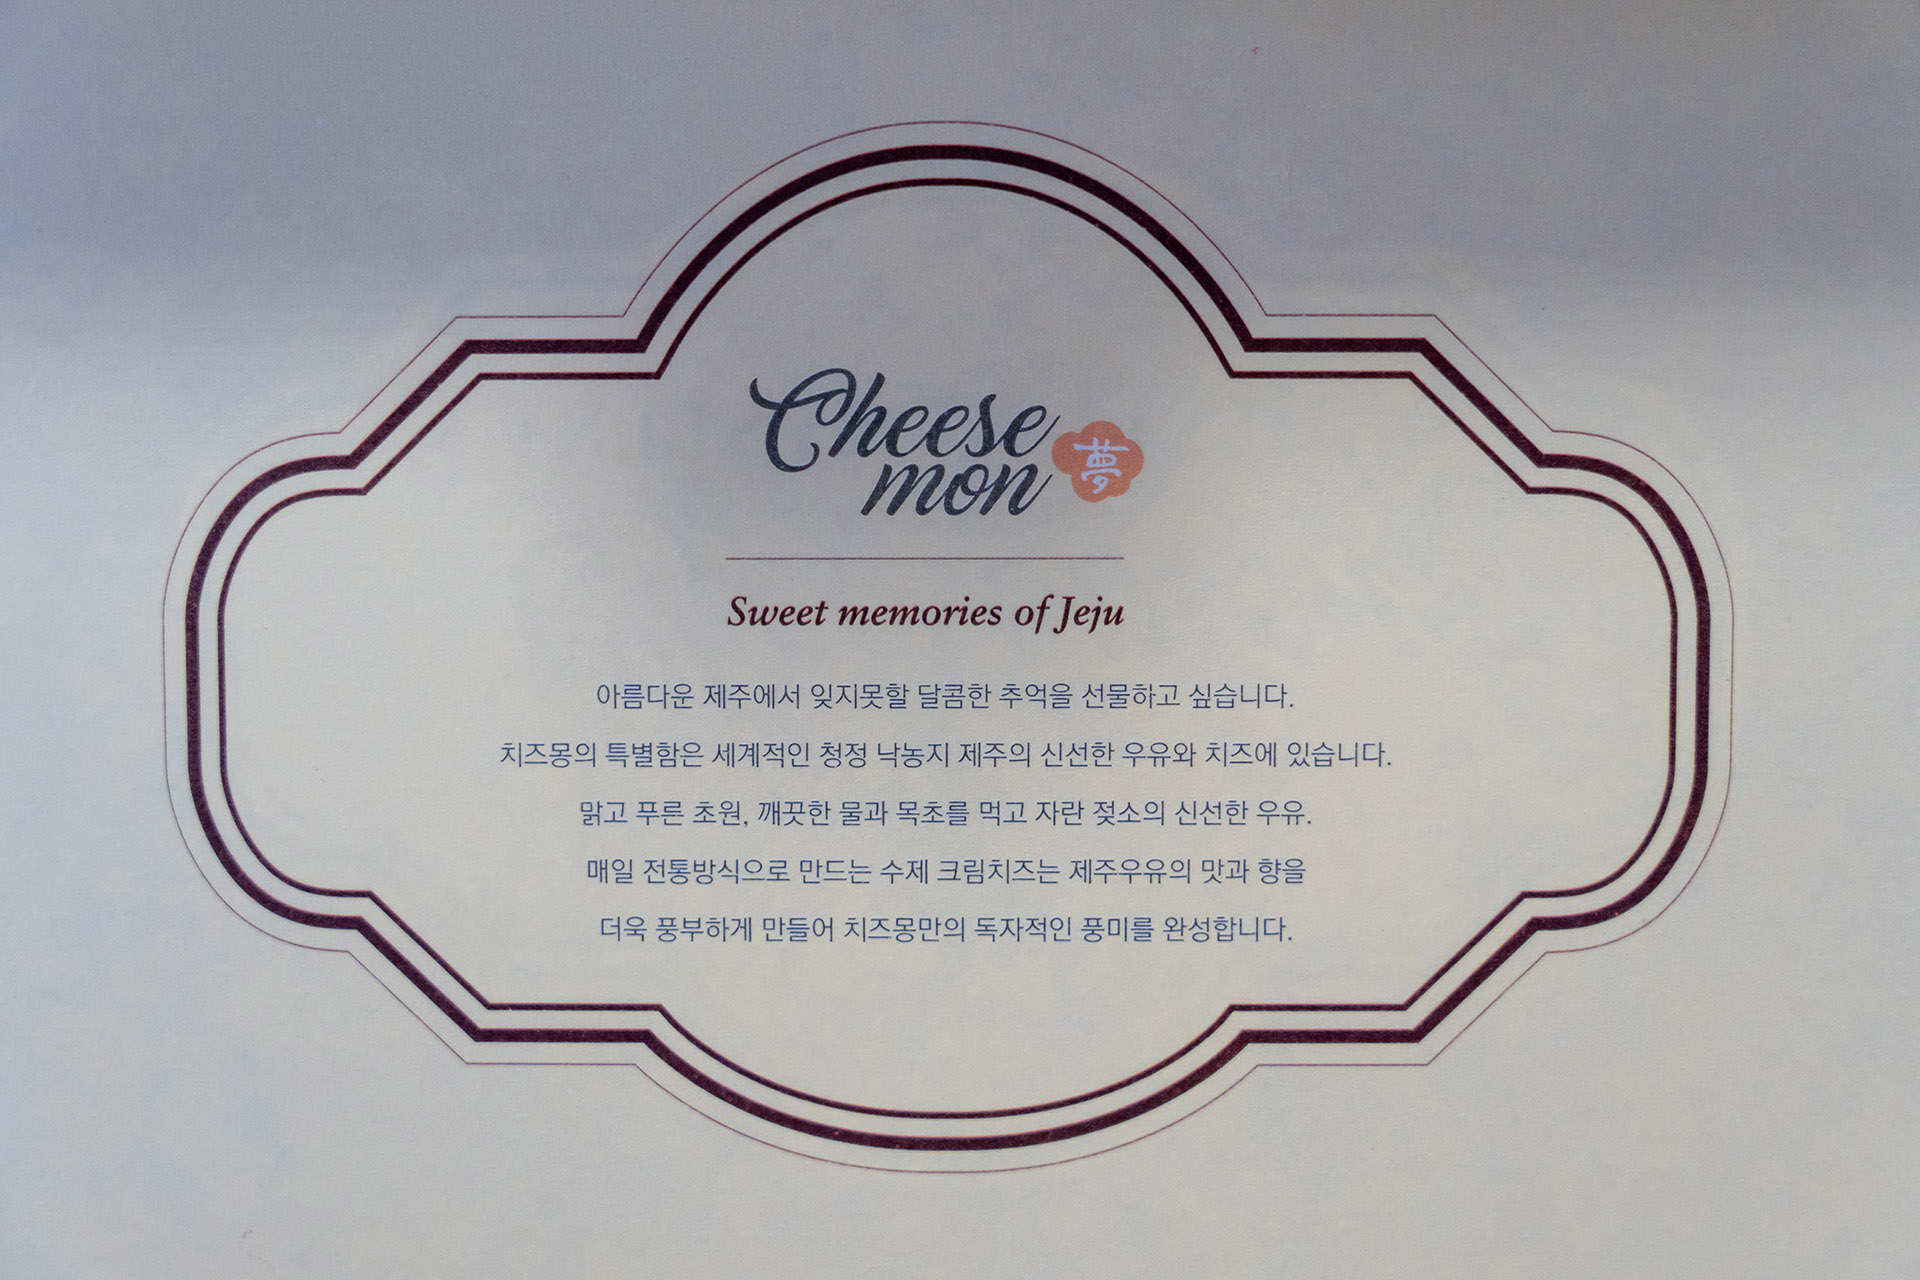 Cheese
mon 夢
Sweet memories of Jeju
아름다운 제주에서 잊지못할 달콤한 추억을 선물하고 싶습니다.
치즈몽의 특별함은 세계적인 청정 낙농지 제주의 신선한 우유와 치즈에 있습니다.
맑고 푸른 초원, 깨끗한 물과 목초를 먹고 자란 젖소의 신선한 우유.
매일 전통방식으로 만드는 수제 크림치즈는 제주우유의 맛과 향을
더욱 풍부하게 만들어 치즈몽만의 독자적인 풍미를 완성합니다.